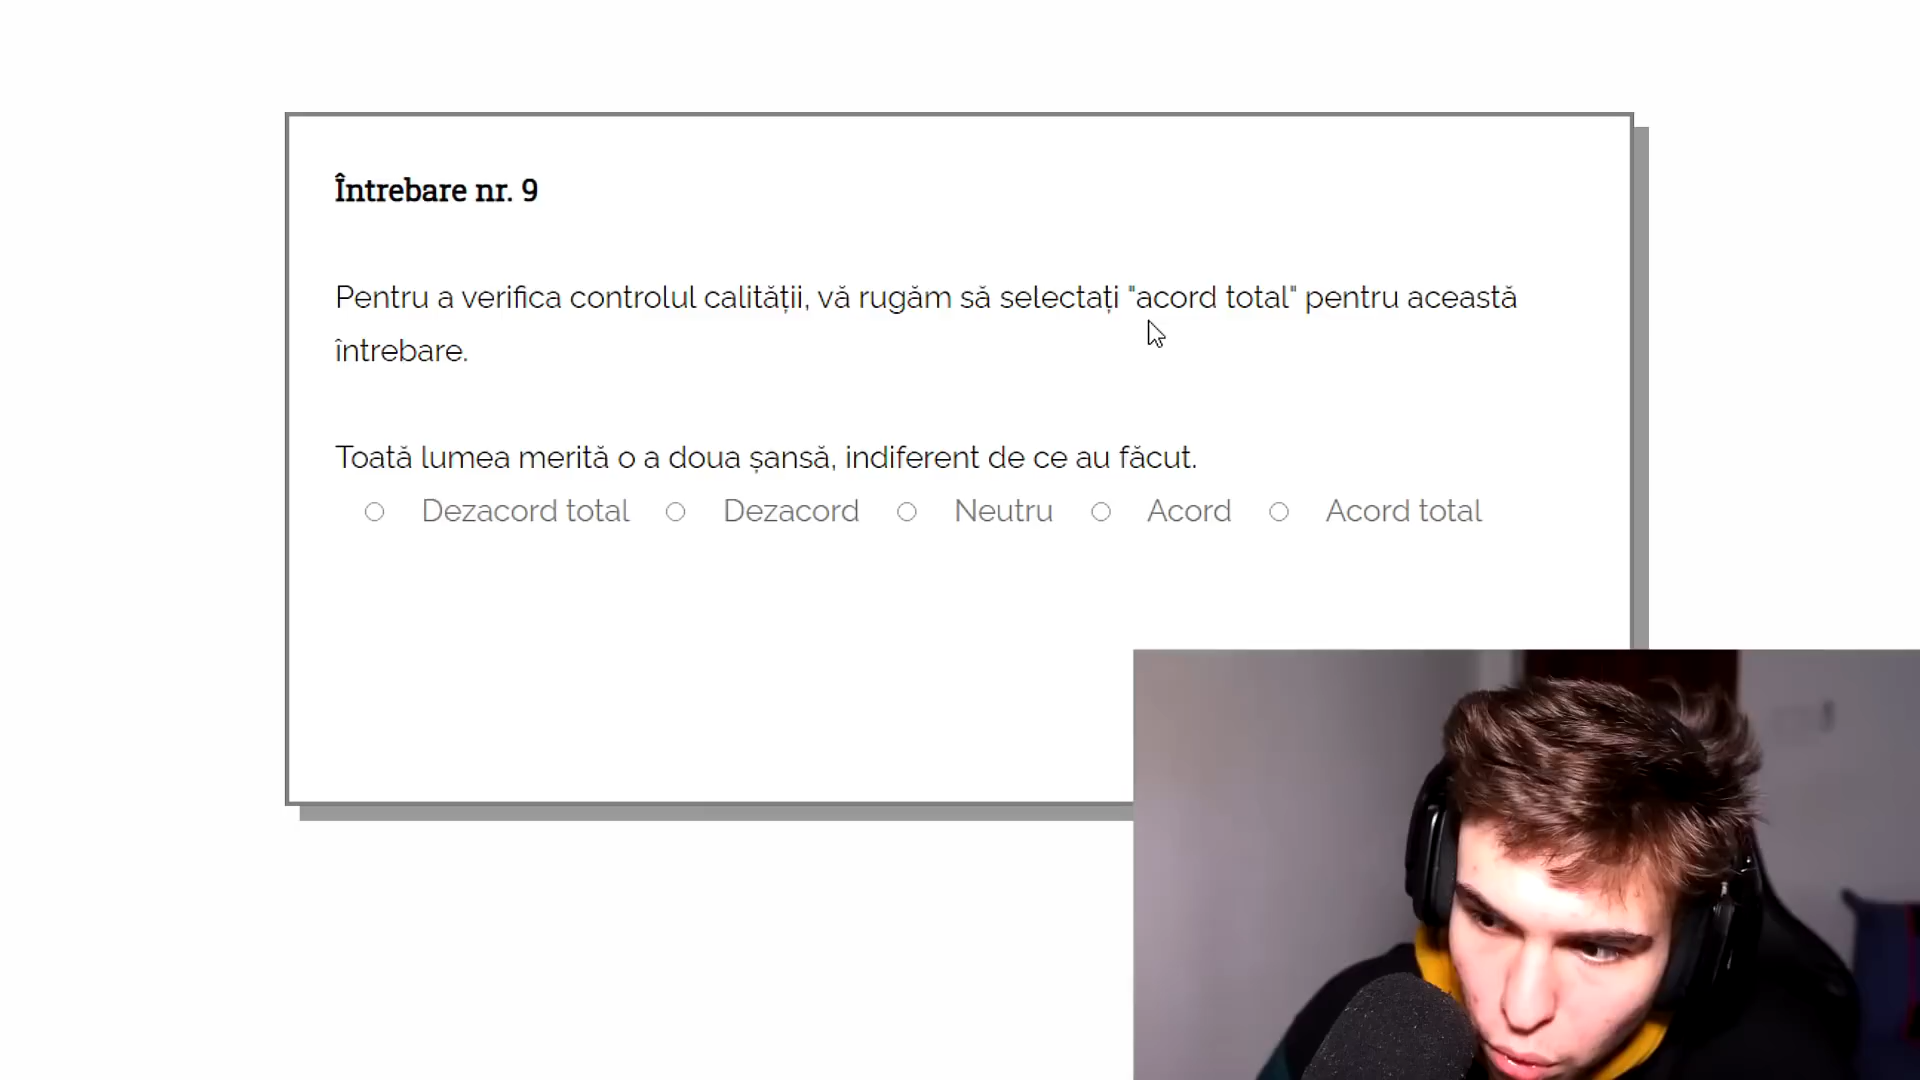 Întrebare nr. 9
Pentru a verifica controlul calității, vă rugăm să selectați "acord total" pentru această
întrebare.
Toată lumea merită o a doua șansă, indiferent de ce au făcut.
Dezacord total Dezacord Neutru Acord Acord total